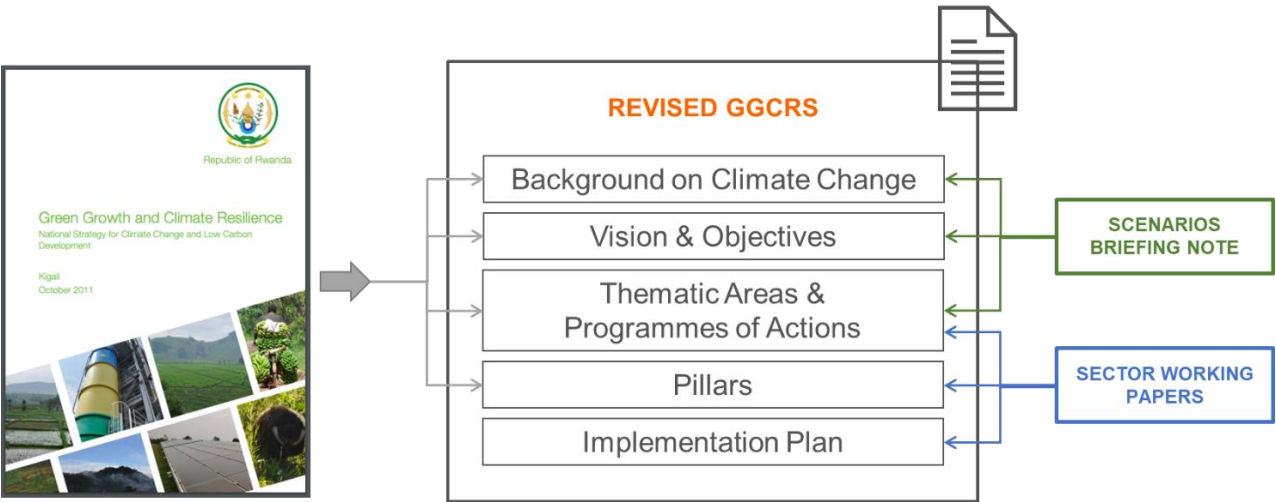 Republic of Rwanda
Green Growth and Climate Resilience
National Strategy for Climate Change and Low Carbon
Development
Kigali
October 2011
REVISED GGCRS
Background on Climate Change
Vision & Objectives
Thematic Areas &
Programmes of Actions
Pillars
Implementation Plan
SCENARIOS
BRIEFING NOTE
SECTOR WORKING
PAPERS